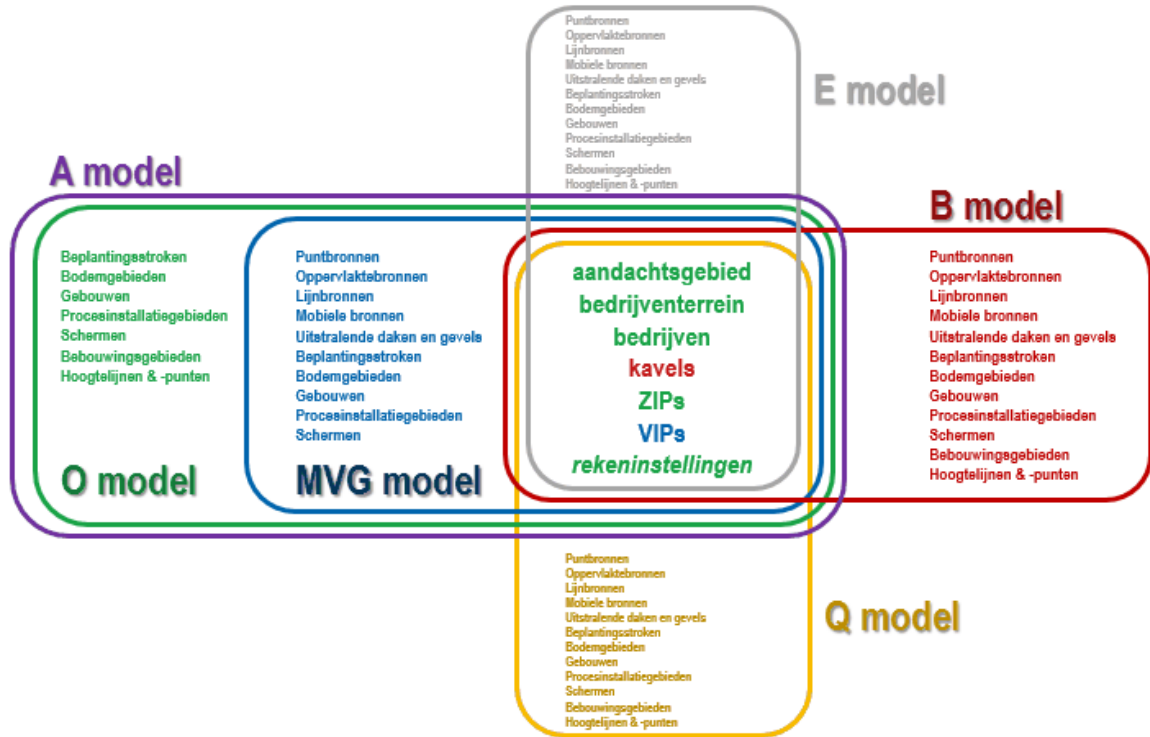 Puntbronnen
Oppervlaktebronnen
Lijnbronnen
Mobiele bronnen
Uitstralende daken en gevels
Beplantingsstroken
Bodemgebieden
Gebouwen
Procesinstallatiegebieden
Schermen
Bebouwingsgebieden
Hoogtelijnen & -punten
E model
A model
Beplantingsstroken
Bodemgebieden
Gebouwen
Procesinstallatiegebieden
Schermen
Bebouwingsgebieden
Hoogtelijnen & -punten
O model
Puntbronnen
Oppervlaktebronnen
Lijnbronnen
Mobiele bronnen
Uitstralende daken en gevels
Beplantingsstroken
Bodemgebieden
Gebouwen
Procesinstallatiegebieden
Schermen
MVG model
aandachtsgebied
bedrijventerrein
bedrijven
kavels
ZIPs
VIPs
rekeninstellingen
B model
Puntbronnen
Oppervlaktebronnen
Lijnbronnen
Mobiele bronnen
Uitstralende daken en gevels
Beplantingsstroken
Bodemgebieden
Gebouwen
Procesinstallatiegebieden
Schermen
Bebouwingsgebieden
Hoogtelijnen & -punten
Puntbronnen
Oppervlaktebronnen
Lijnbronnen
Mobiele bronnen
Uitstralende daken en gevels
Beplantingsstroken
Bodemgebieden
Gebouwen
Procesinstallatiegebieden
Schermen
Bebouwingsgebieden
Hoogtelijnen & -punten
Q model